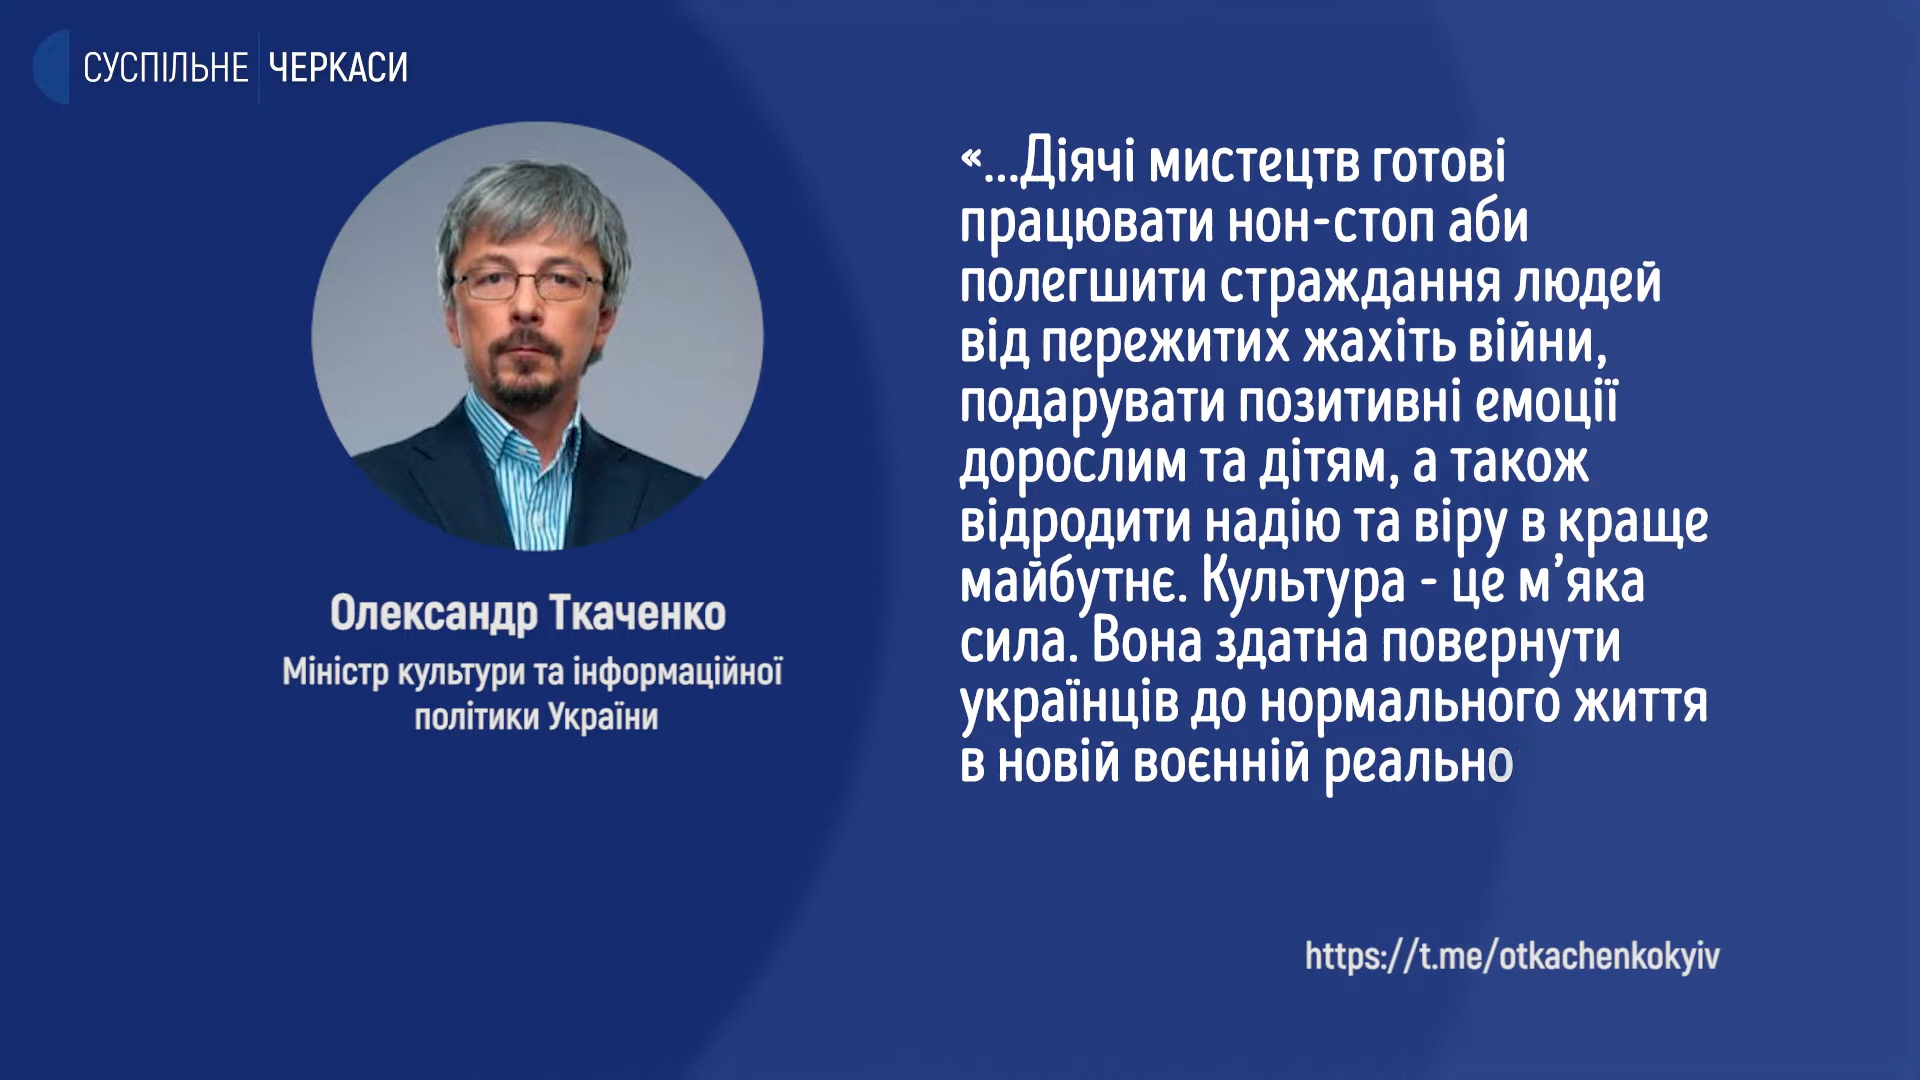 СУСПІЛЬНЕ ЧЕРКАСИ
«...Діячі мистецтв готові
працювати нон-стоп аби
полегшити страждання людей
від пережитих жахіть війни,
подарувати позитивні емоції
дорослим та дітям, а також
відродити надію та віру в краще
майбутнє. Культура - це м’яка
сила. Вона здатна повернути
українців до нормального життя
в новій воєнній реально
Олександр Ткаченко
Міністр культури та інформаційної
політики України
https://t.me/otkachenkokyiv